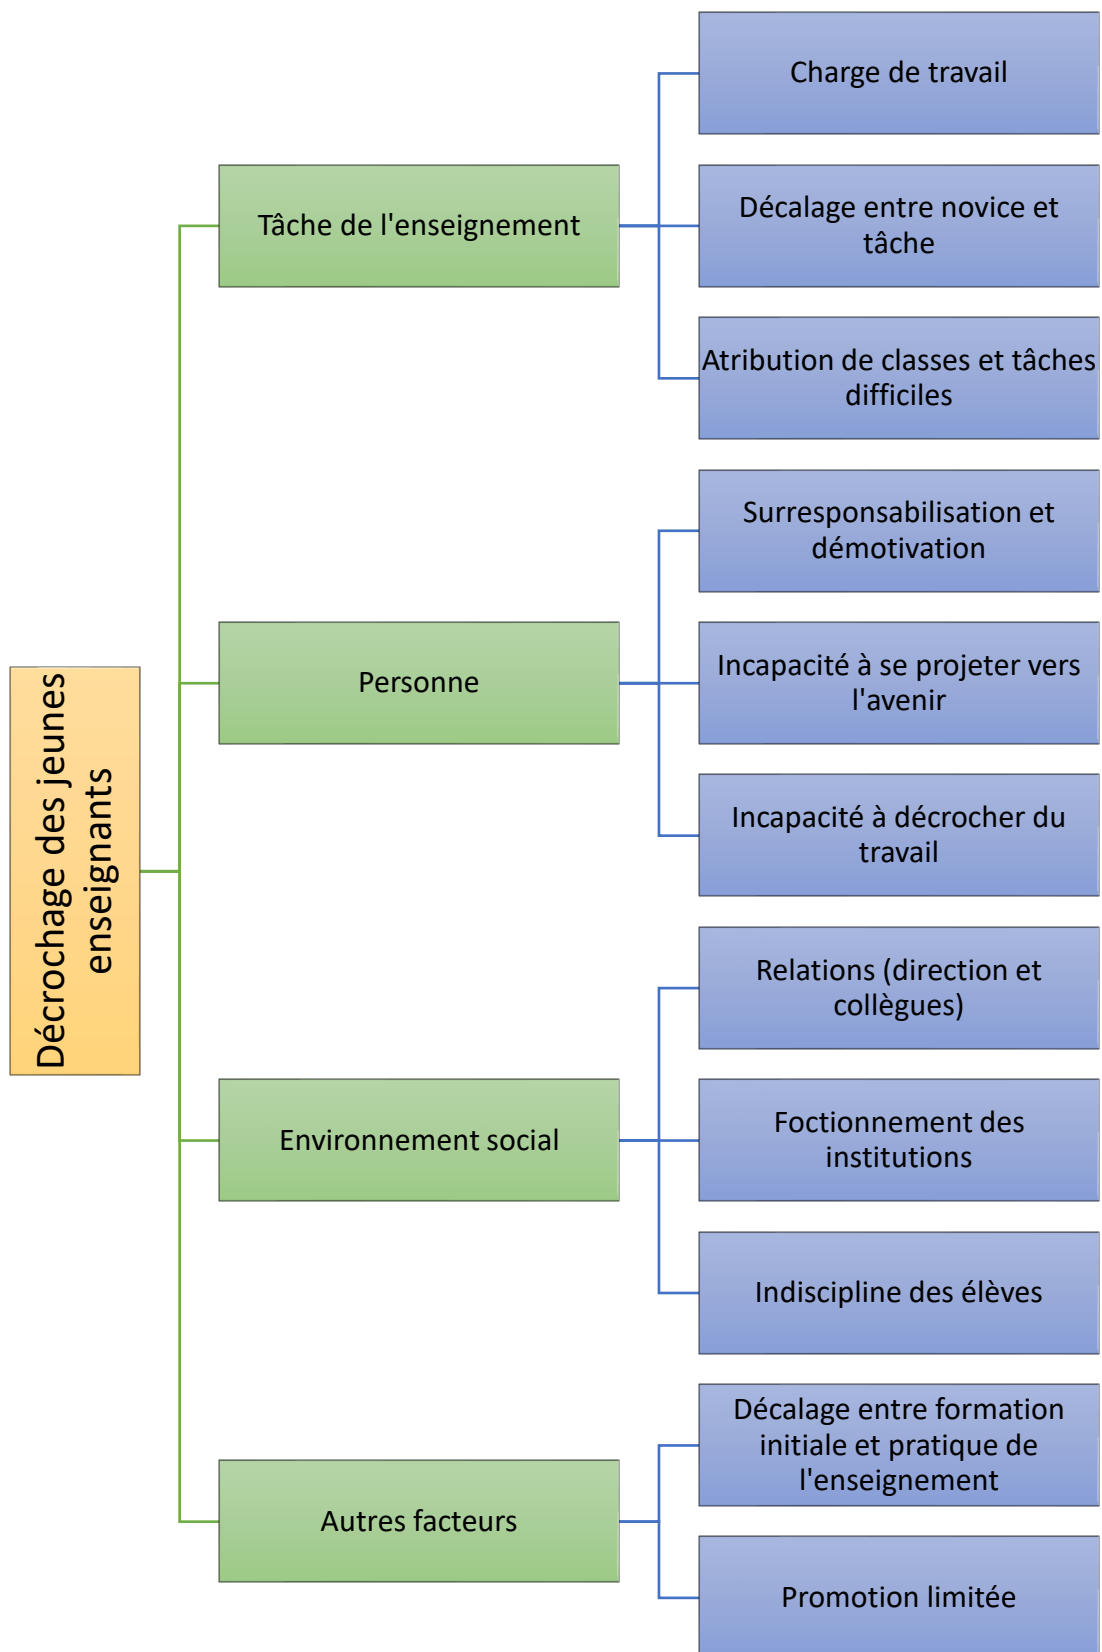 Décrochage des jeunes
enseignants
Tâche de l'enseignement
Charge de travail
Décalage entre novice et
tâche
Atribution de classes et tâches
difficiles
Personne
Surresponsabilisation et
démotivation
Incapacité à se projeter vers
l'avenir
Incapacité à décrocher du
travail
Environnement social
Relations (direction et
collègues)
Foctionnement des
institutions
Indiscipline des élèves
Autres facteurs
Décalage entre formation
initiale et pratique de
l'enseignement
Promotion limitée